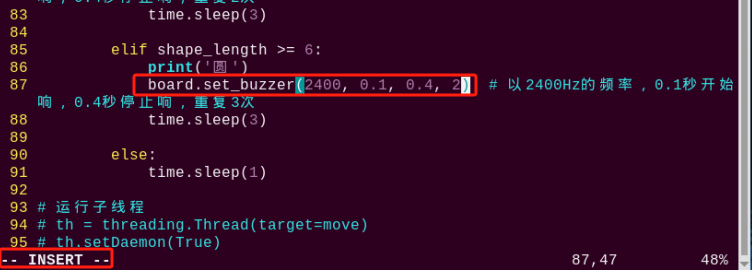 响，0.4秒停止响，重复2次
83             time.sleep(3)
84
85         elif shape_length >= 6:
86             print('圆')
87             board.set_buzzer(2400, 0.1, 0.4, 2)  # 以2400Hz的频率，0.1秒开始
响，0.4秒停止响，重复3次
88             time.sleep(3)
89
90         else:
91             time.sleep(1)
92
93 # 运行子线程
94 # th = threading.Thread(target=move)
95 # th.setDaemon(True)
-- INSERT --                                                  87,47         48%